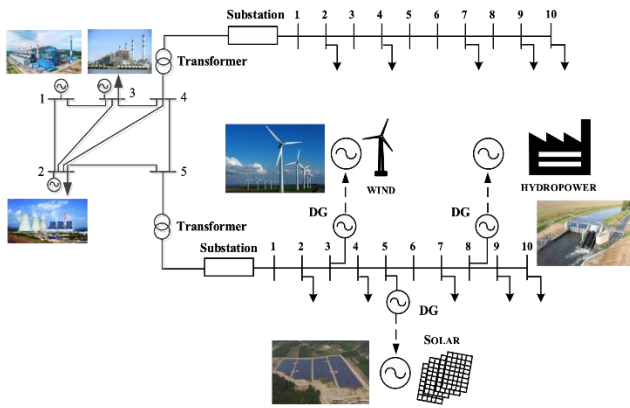 Substation
1 2 3 4 5 6 7 8 9 10
Transformer
1 3 4
2 5
WIND
HYDROPOWER
DG DG
Transformer
Substation
1 2 3 4 5 6 7 8 9 10
DG
SOLAR